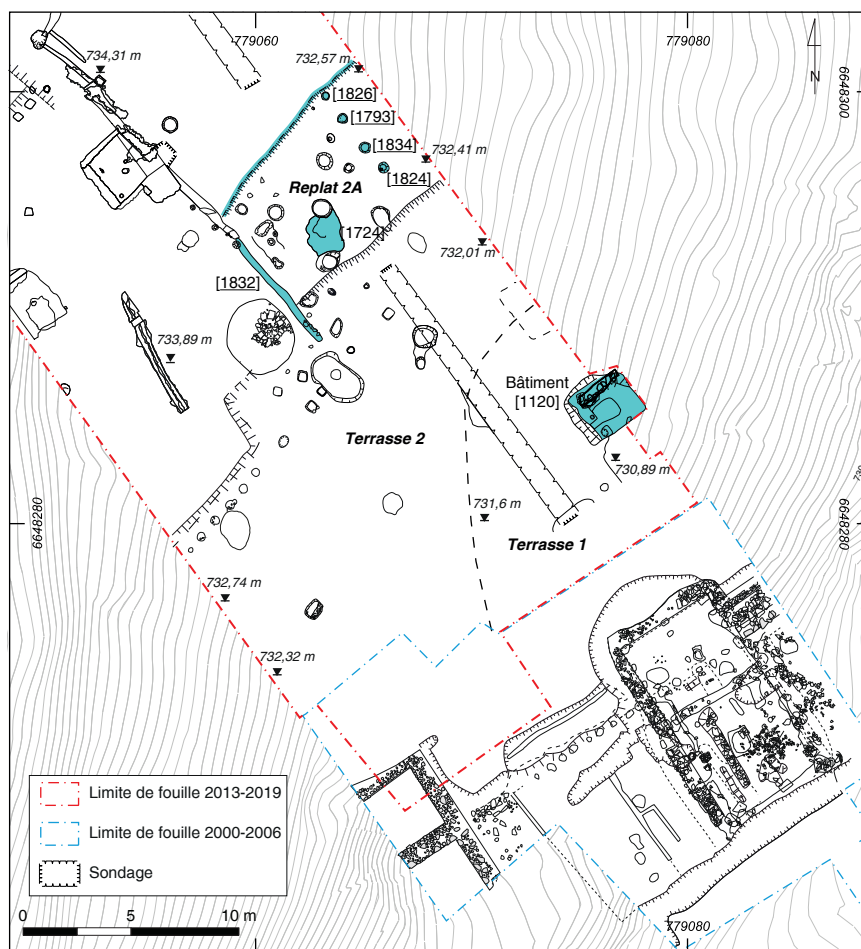 779060
779080
734,31 m
732,57 m
N
6648300
[1826]
[1793]
[1834]
732,41 m
[1824]
Replat 2A
[1724]
732,01 m
[1832]
733,89 m
Bâtiment
[1120]
Terrasse 2
730,89 m
6648280
731,6 m
6648280
Terrasse 1
732,74 m
732,32 m
Limite de fouille 2013-2019
Limite de fouille 2000-2006
Sondage
0 5 10 m
779080